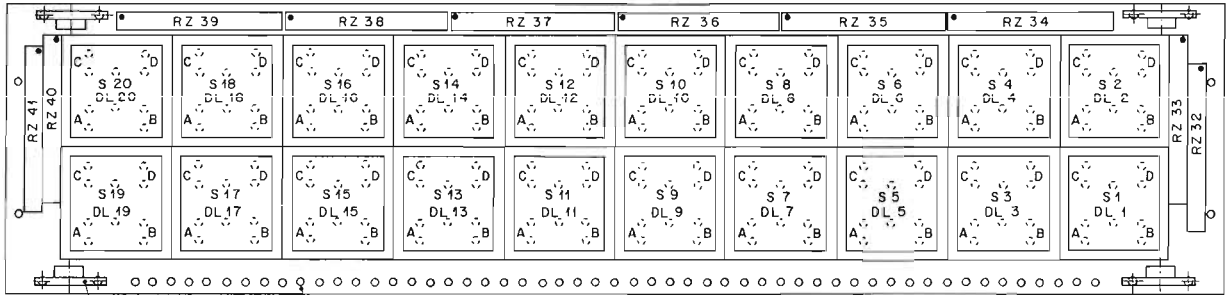 RZ 39 RZ 38 RZ 37 RZ 36 RZ 35 RZ 34
RZ 41
RZ 40
C D C D C D C D C D C D C D C D C D C D
S 20 S 18 S 16 S 14 S 12 S 10 S 8 S 6 S 4 S 2
DL 20 DL 18 DL 16 DL 14 DL 12 DL 10 DL 8 DL 6 DL 4 DL 2
A B A B A B A B A B A B A B A B A B A B
RZ 33
RZ 32
C D C D C D C D C D C D C D C D C D C D
S 19 S 17 S 15 S 13 S 11 S 9 S 7 S 5 S 3 S 1
DL 19 DL 17 DL 15 DL 13 DL 11 DL 9 DL 7 DL 5 DL 3 DL 1
A B A B A B A B A B A B A B A B A B A B